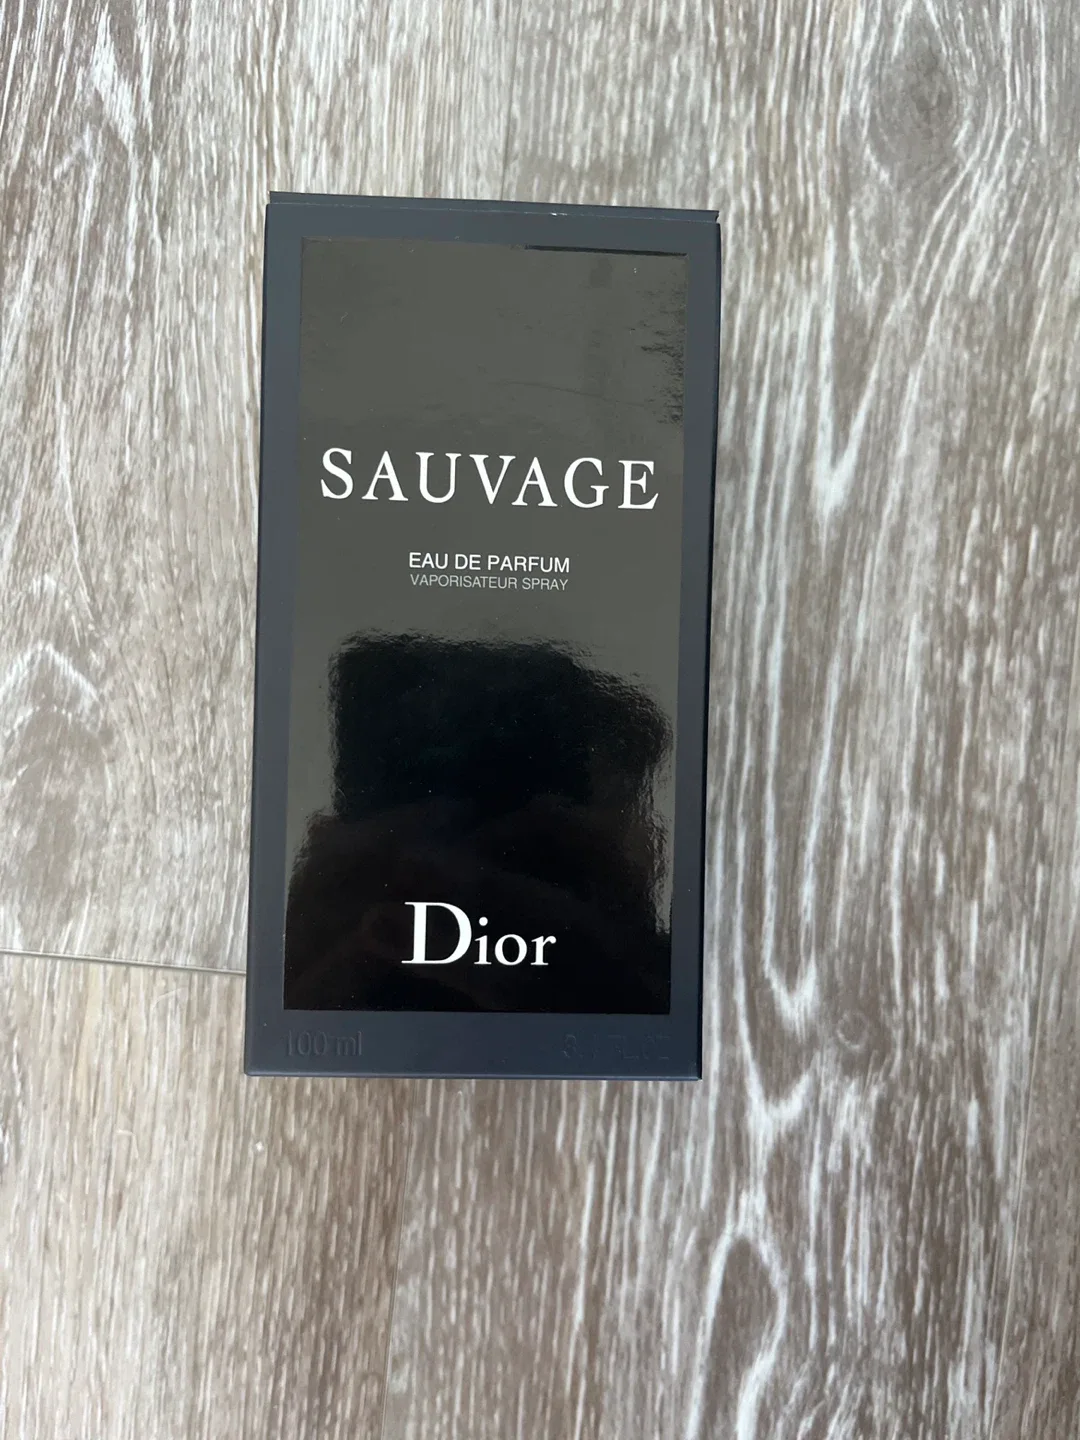 SAUVAGE
EAU DE PARFUM
VAPORISATEUR SPRAY
Dior
100 ml